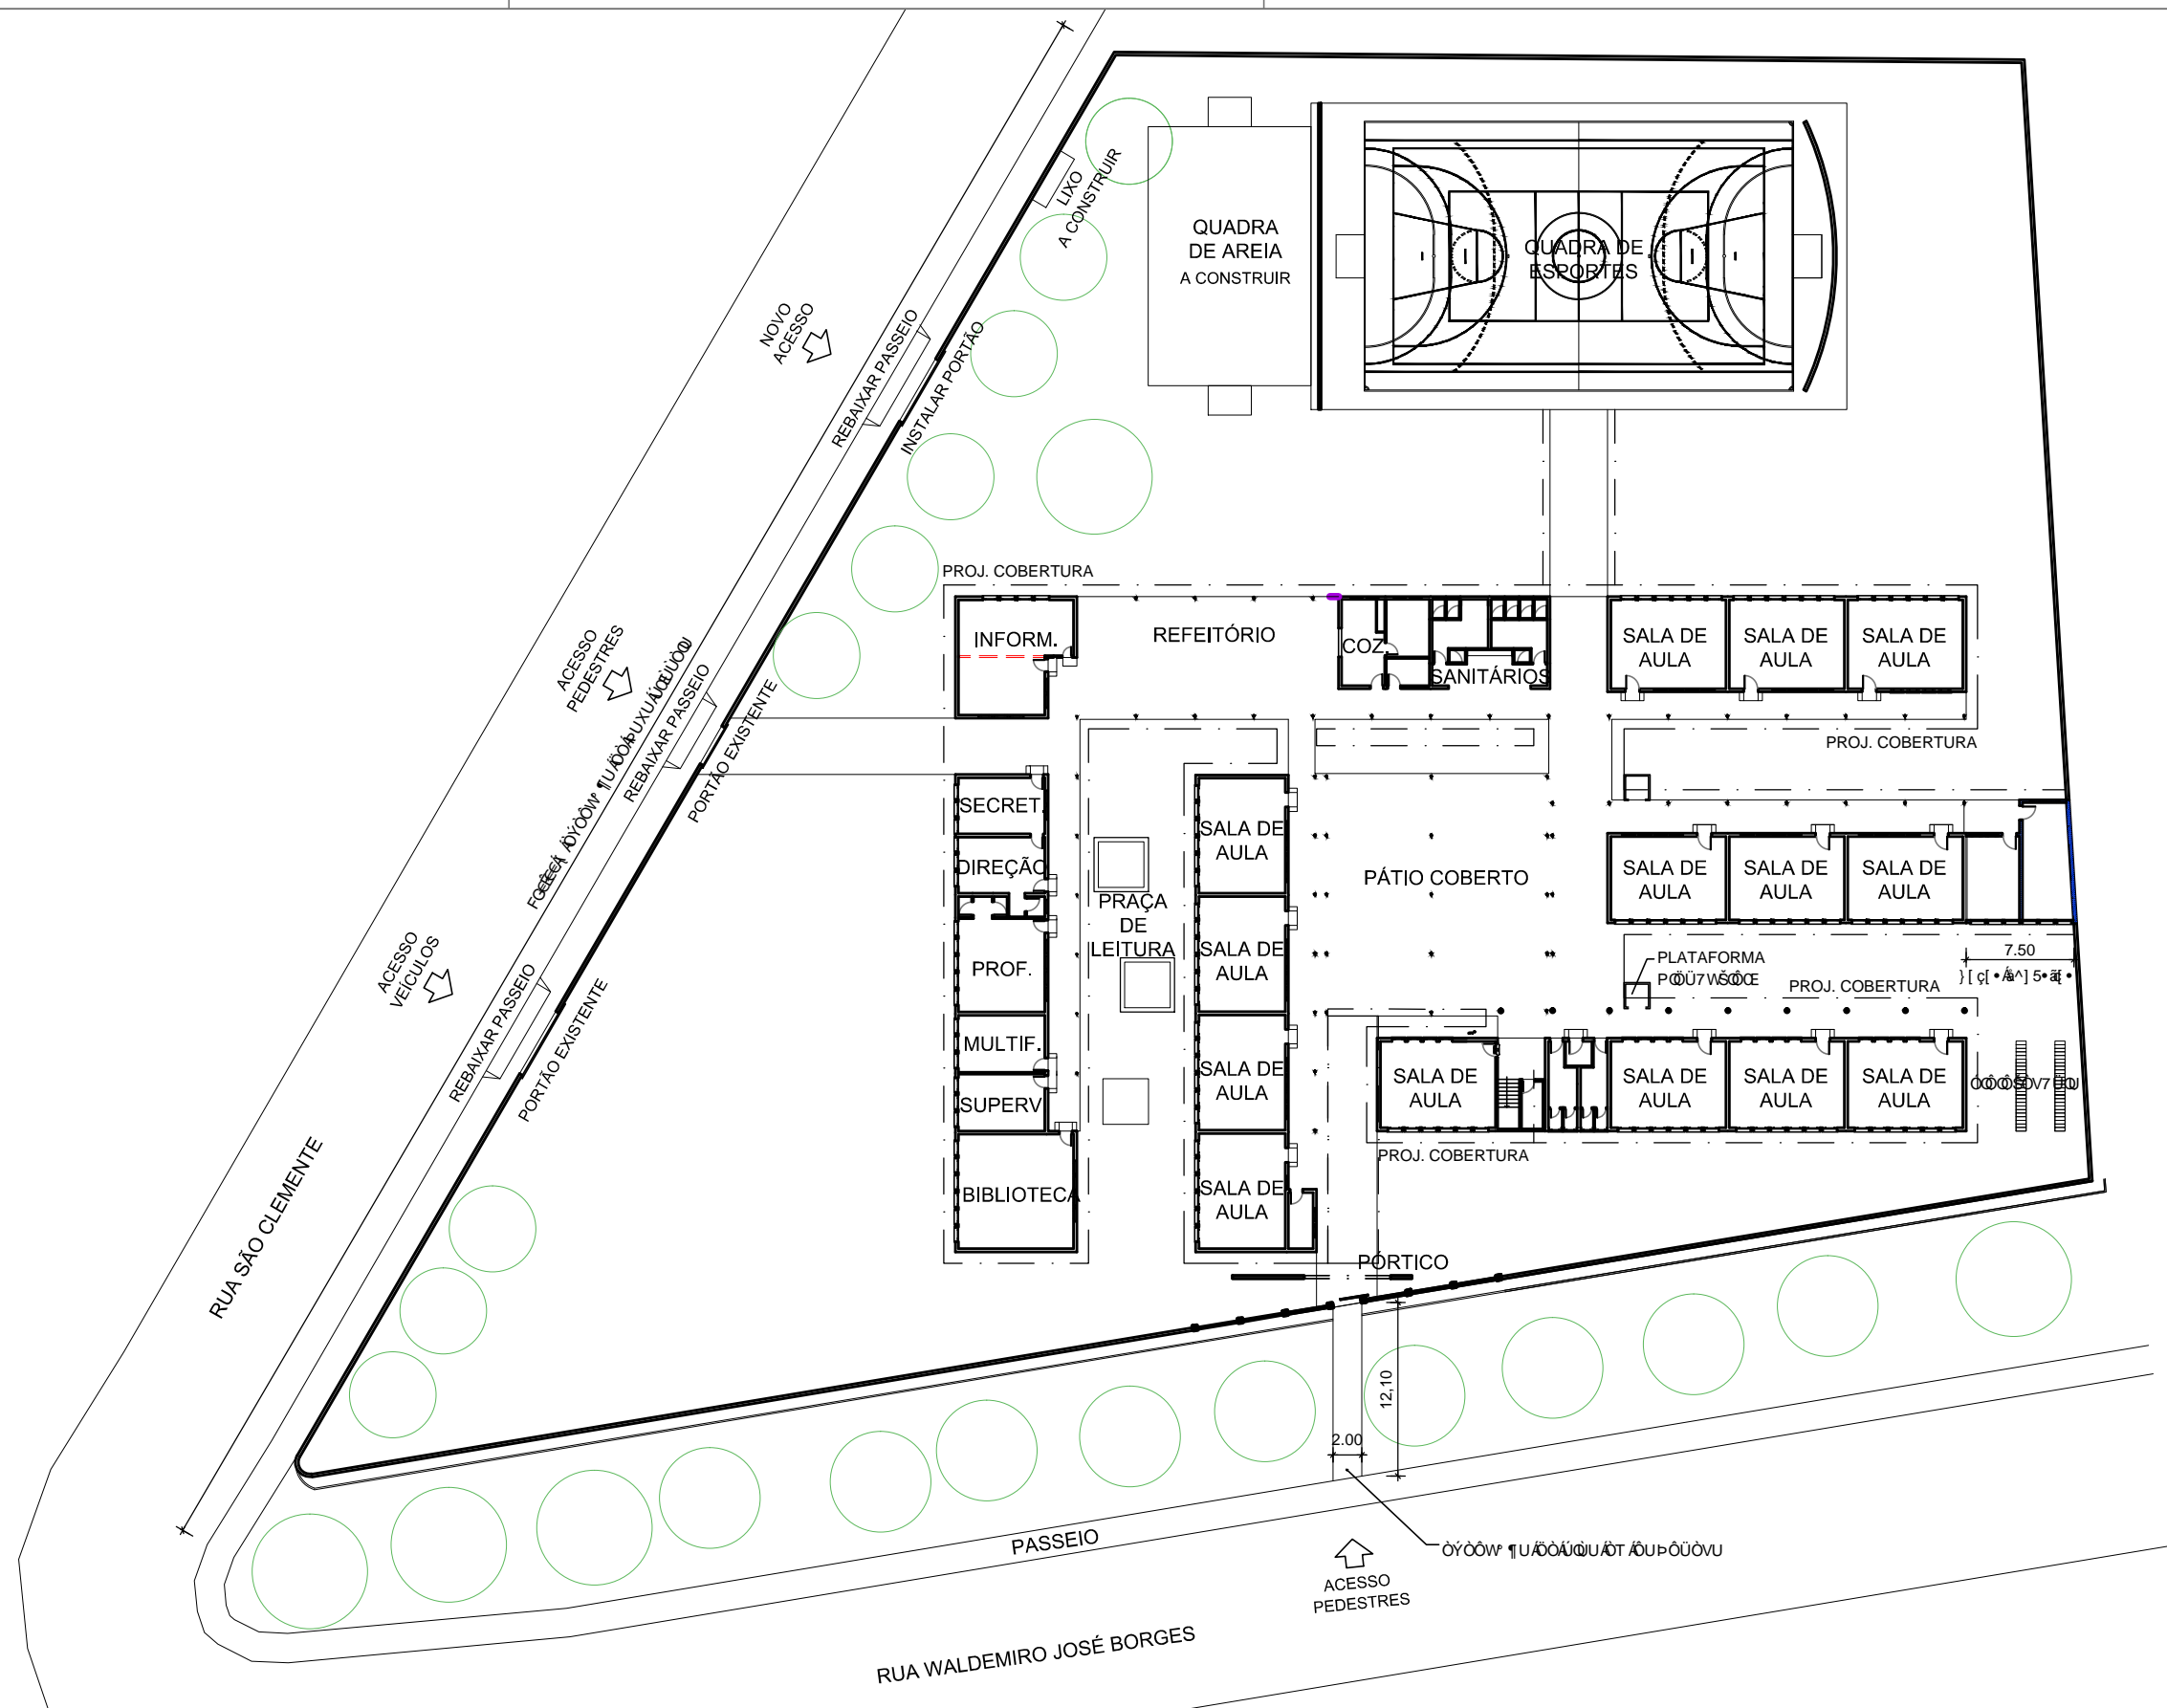 LIXO
A CONSTRUIR
QUADRA
DE AREIA
A CONSTRUIR
QUADRA DE
ESPORTES
NOVO
ACESSO
REBAIXAR PASSEIO
INSTALAR PORTÃO
PROJ. COBERTURA
INFORM.
REFEITÓRIO
COZ.
SANITÁRIOS
SALA DE
AULA
SALA DE
AULA
SALA DE
AULA
PROJ. COBERTURA
ACESSO
PEDESTRES
REBAIXAR PASSEIO
PORTÃO EXISTENTE
SECRET.
DIREÇÃO
PROF.
MULTIF.
SUPERV.
BIBLIOTECA
PRAÇA
DE
LEITURA
SALA DE
AULA
SALA DE
AULA
SALA DE
AULA
SALA DE
AULA
PÁTIO COBERTO
SALA DE
AULA
SALA DE
AULA
SALA DE
AULA
PLATAFORMA
7.50
PROJ. COBERTURA
ACESSO
VEÍCULOS
REBAIXAR PASSEIO
PORTÃO EXISTENTE
SALA DE
AULA
SALA DE
AULA
SALA DE
AULA
SALA DE
AULA
PROJ. COBERTURA
PÓRTICO
RUA SÃO CLEMENTE
12,10
2.00
PASSEIO
ACESSO
PEDESTRES
RUA WALDEMIRO JOSÉ BORGES